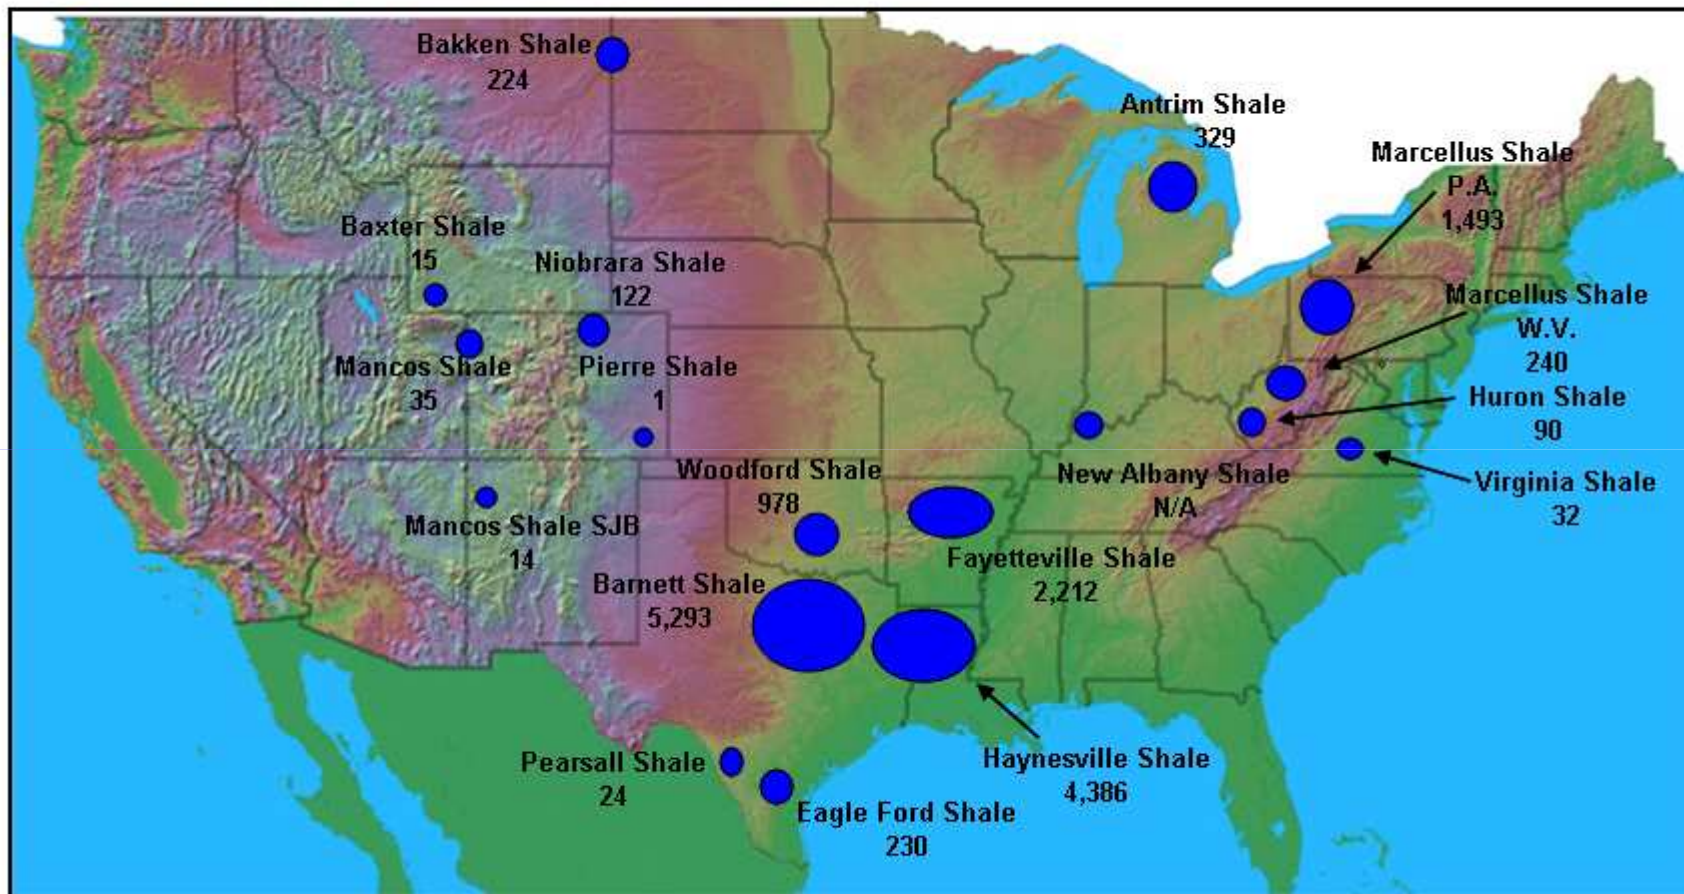 Bakken Shale
224
Antrim Shale
329
Marcellus Shale
P.A.
1,493
Baxter Shale
15
Niobrara Shale
122
Marcellus Shale
W.V.
240
Mancos Shale
35
Pierre Shale
1
Huron Shale
90
Woodford Shale
978
New Albany Shale
N/A
Virginia Shale
32
Mancos Shale SJB
14
Fayetteville Shale
2,212
Barnett Shale
5,293
Pearsall Shale
24
Haynesville Shale
4,386
Eagle Ford Shale
230